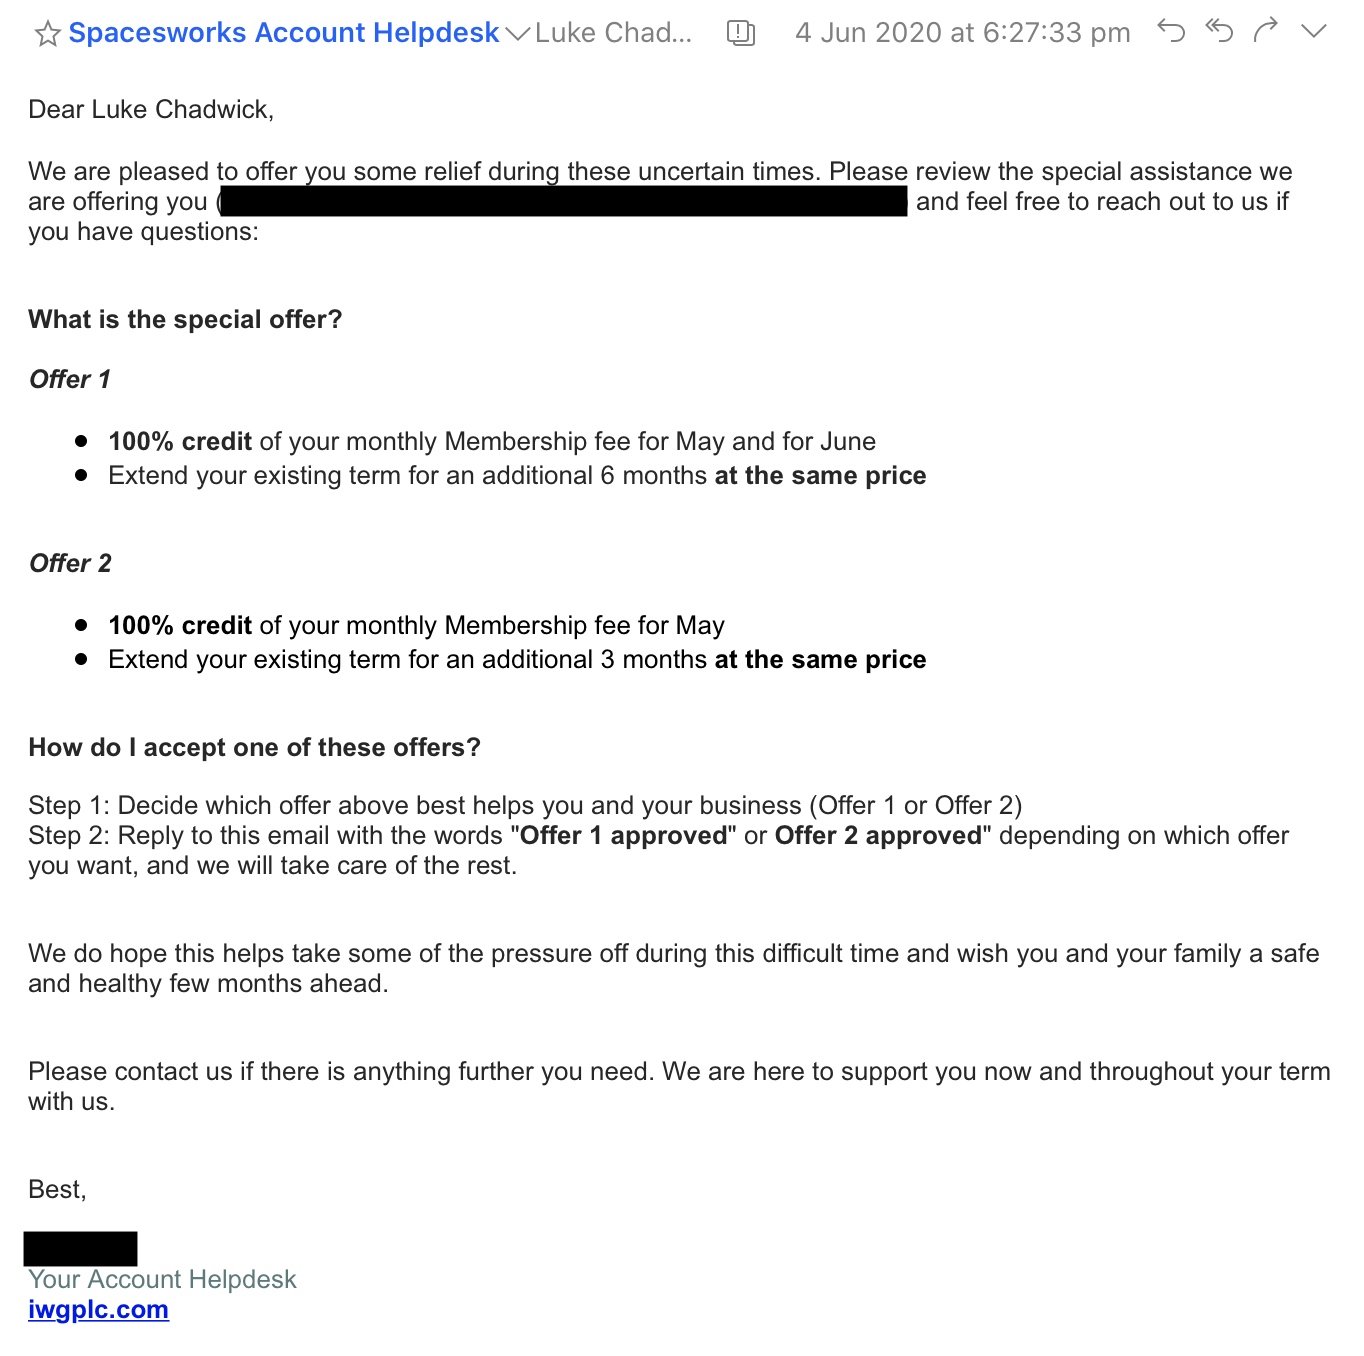 Spacesworks Account Helpdesk Luke Chad... 4 Jun 2020 at 6:27:33 pm
Dear Luke Chadwick,
We are pleased to offer you some relief during these uncertain times. Please review the special assistance we
are offering you ( and feel free to reach out to us if
you have questions:
What is the special offer?
Offer 1
● 100% credit of your monthly Membership fee for May and for June
● Extend your existing term for an additional 6 months at the same price
Offer 2
● 100% credit of your monthly Membership fee for May
● Extend your existing term for an additional 3 months at the same price
How do I accept one of these offers?
Step 1: Decide which offer above best helps you and your business (Offer 1 or Offer 2)
Step 2: Reply to this email with the words "Offer 1 approved" or Offer 2 approved" depending on which offer
you want, and we will take care of the rest.
We do hope this helps take some of the pressure off during this difficult time and wish you and your family a safe
and healthy few months ahead.
Please contact us if there is anything further you need. We are here to support you now and throughout your term
with us.
Best,
Your Account Helpdesk
iwgplc.com